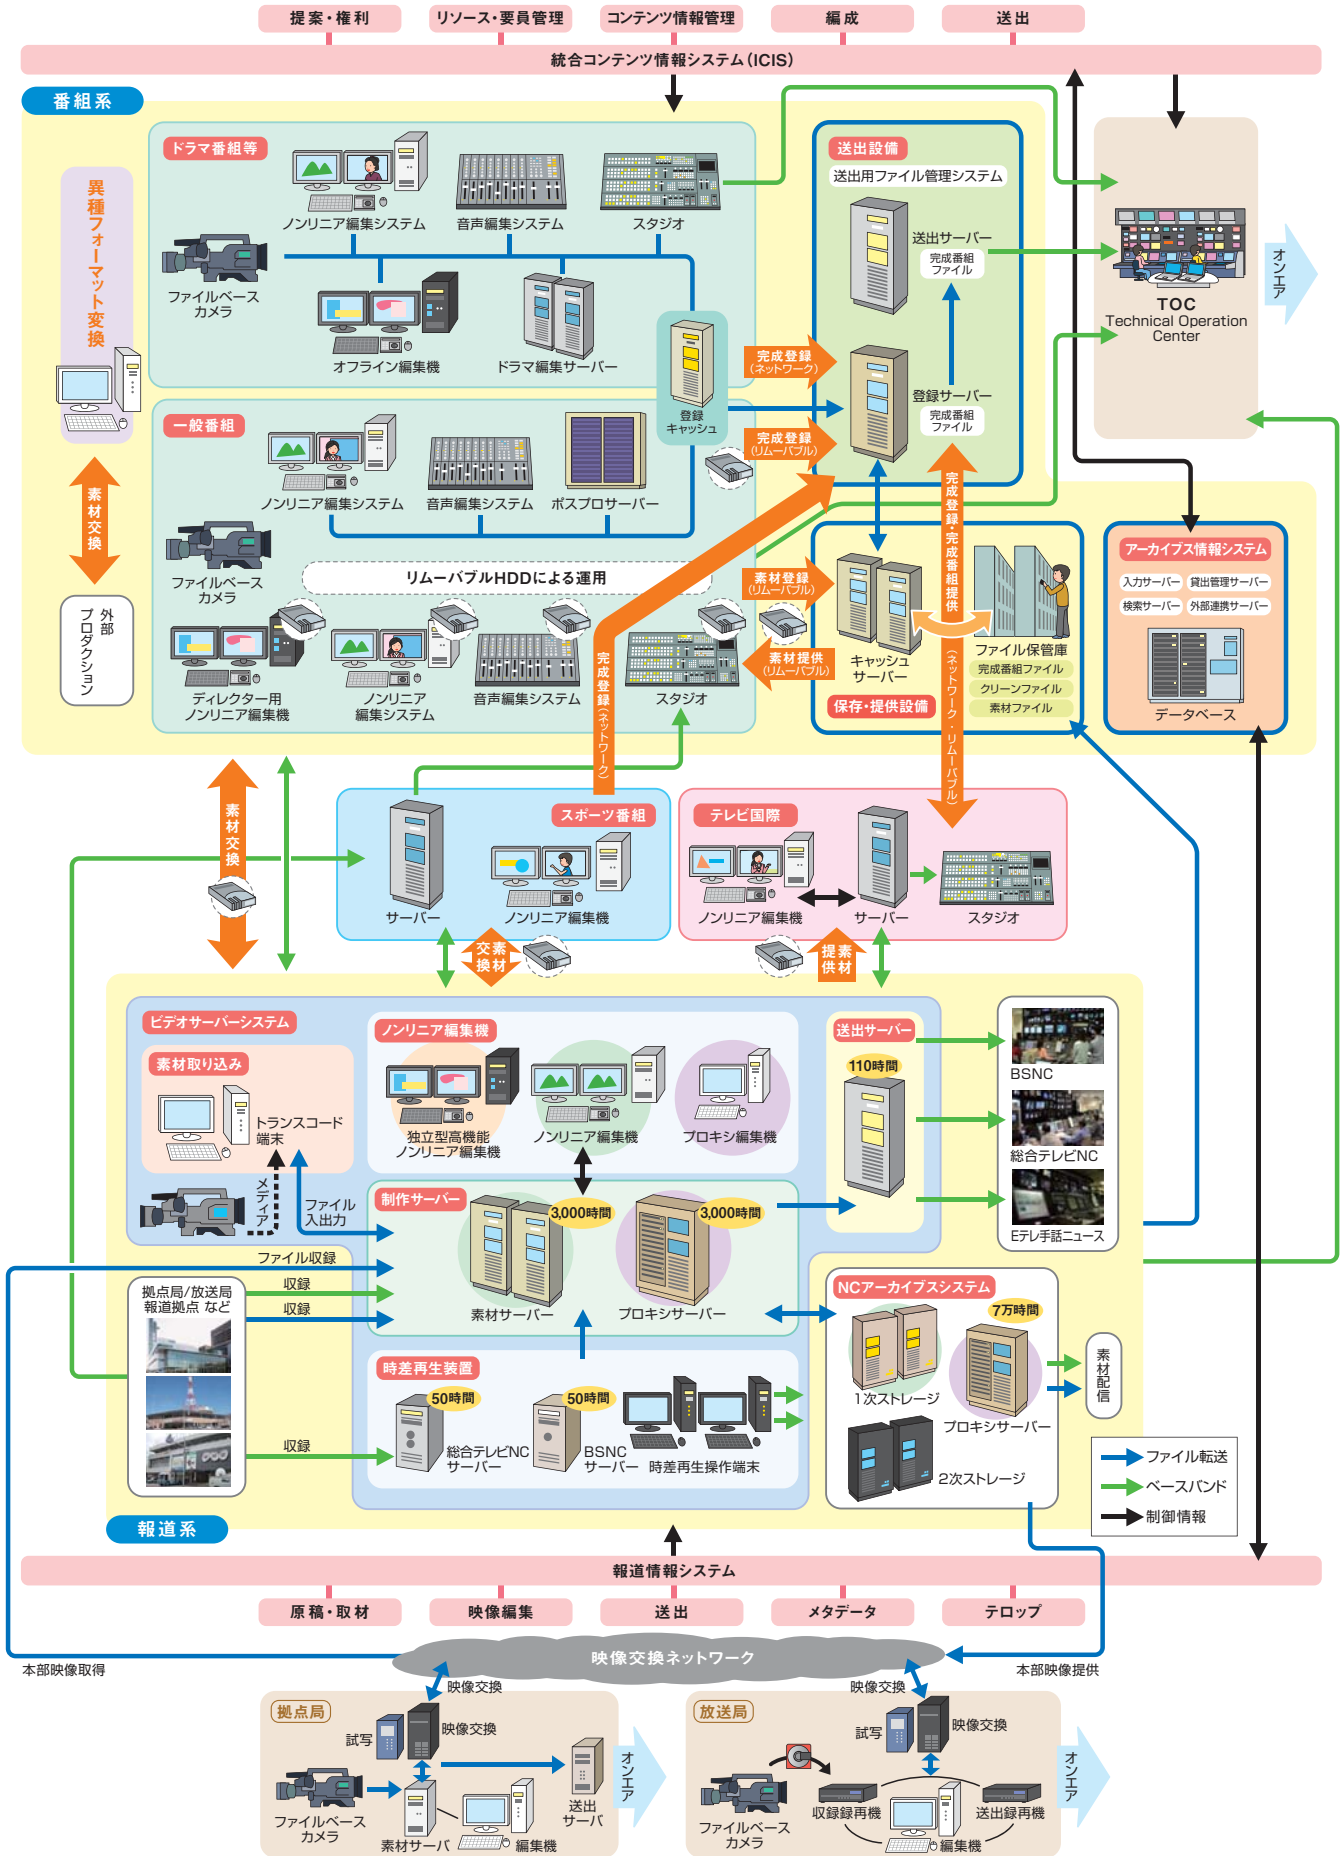 提案・権利
リソース・要員管理
コンテンツ情報管理
編成
送出
統合コンテンツ情報システム(ICIS)
番組系
異種フォーマット変換
素材交換
外部
プロダクション
ドラマ番組等
ノンリニア編集システム
音声編集システム
スタジオ
ファイルベース
カメラ
オフライン編集機
ドラマ編集サーバー
登録
キャッシュ
一般番組
ノンリニア編集システム
音声編集システム
ポスプロサーバー
ファイルベース
カメラ
リムーバブルHDDによる運用
ディレクター用
ノンリニア編集機
ノンリニア
編集システム
音声編集システム
スタジオ
完成登録
(ネットワーク)
完成登録
(リムーバブル)
完成登録(ネットワーク)
素材登録
(リムーバブル)
素材提供
(リムーバブル)
送出設備
送出用ファイル管理システム
送出サーバー
完成番組
ファイル
登録サーバー
完成番組
ファイル
完成登録・完成番組提供
(ネットワーク・リムーバブル)
キャッシュ
サーバー
保存・提供設備
ファイル保管庫
完成番組ファイル
クリーンファイル
素材ファイル
TOC
Technical Operation
Center
オンエア
アーカイブス情報システム
入力サーバー
貸出管理サーバー
検索サーバー
外部連携サーバー
データベース
素材交換
スポーツ番組
サーバー
ノンリニア編集機
テレビ国際
ノンリニア編集機
サーバー
スタジオ
素材
交換
素材
提供
ビデオサーバーシステム
素材取り込み
トランスコード
端末
メディア
ファイル
入出力
ノンリニア編集機
独立型高機能
ノンリニア編集機
ノンリニア編集機
プロキシ編集機
制作サーバー
3,000時間
3,000時間
素材サーバー
プロキシサーバー
送出サーバー
110時間
BSNC
総合テレビNC
Eテレ手話ニュース
ファイル収録
収録
収録
収録
拠点局/放送局
報道拠点 など
時差再生装置
50時間
総合テレビNC
サーバー
50時間
BSNC
サーバー
時差再生操作端末
NCアーカイブスシステム
7万時間
1次ストレージ
プロキシサーバー
2次ストレージ
素材配信
ファイル転送
ベースバンド
制御情報
報道系
報道情報システム
原稿・取材
映像編集
送出
メタデータ
テロップ
映像交換ネットワーク
本部映像取得
本部映像提供
映像交換
映像交換
拠点局
試写
映像交換
ファイルベース
カメラ
素材サーバ
編集機
送出
サーバ
オンエア
放送局
試写
映像交換
ファイルベース
カメラ
収録録再機
編集機
送出録再機
オンエア